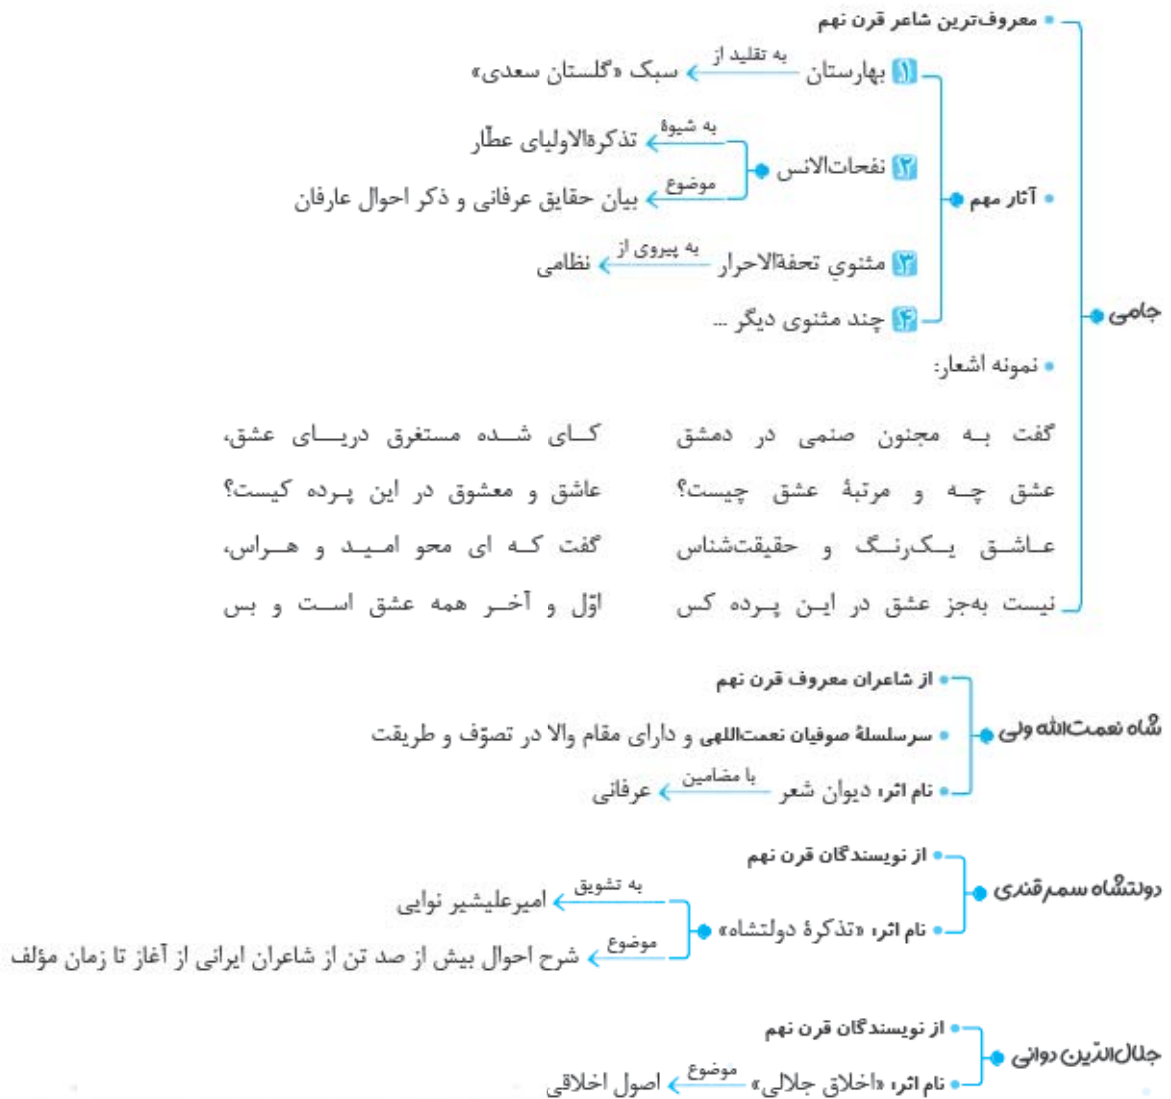 معروف‌ترین شاعر قرن نهم
۱ بهارستان به تقلید از سبک «گلستان سعدی»
به شیوهٔ تذکرةالاولیای عطّار
۲ نفحات‌الانس
موضوع بیان حقایق عرفانی و ذکر احوال عارفان
آثار مهم
۳ مثنویِ تحفةالاحرار به پیروی از نظامی
۴ چند مثنوی دیگر ...
جامی
نمونه اشعار:
گفت به مجنون صنمی در دمشق کای شده مستغرق دریای عشق،
عشق چه و مرتبهٔ عشق چیست؟ عاشق و معشوق در این پرده کیست؟
عاشق یک‌رنگ و حقیقت‌شناس گفت که ای محو امید و هراس،
نیست به‌جز عشق در این پرده کس اوّل و آخر همه عشق است و بس
از شاعران معروف قرن نهم
شاه نعمت‌الله ولی
سرسلسلهٔ صوفیان نعمت‌اللهی و دارای مقام والا در تصوّف و طریقت
نام اثر: دیوان شعر با مضامین عرفانی
از نویسندگان قرن نهم
دولتشاه سمرقندی
به تشویق امیرعلیشیر نوایی
نام اثر: «تذکرهٔ دولتشاه»
موضوع شرح احوال بیش از صد تن از شاعران ایرانی از آغاز تا زمان مؤلف
از نویسندگان قرن نهم
جلال‌الدّین دوانی
نام اثر: «اخلاق جلالی» موضوع اصول اخلاقی